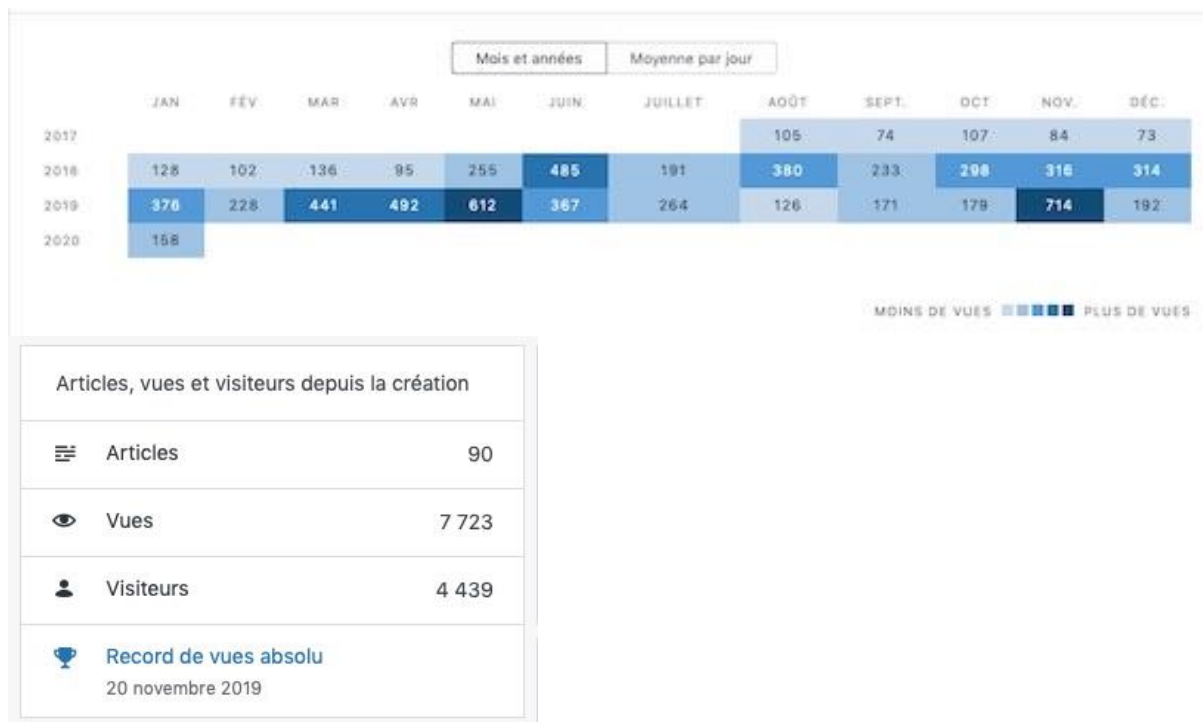 Mois et années Moyenne par jour
JAN FÉV MAR AVR MAI JUIN JUILLET AOÛT SEPT. OCT NOV. DÉC.
2017 105 74 107 84 73
2018 128 102 136 95 255 485 191 380 233 298 316 314
2019 376 228 441 492 612 367 264 126 171 179 714 192
2020 158
MOINS DE VUES PLUS DE VUES
Articles, vues et visiteurs depuis la création
Articles 90
Vues 7 723
Visiteurs 4 439
Record de vues absolu
20 novembre 2019